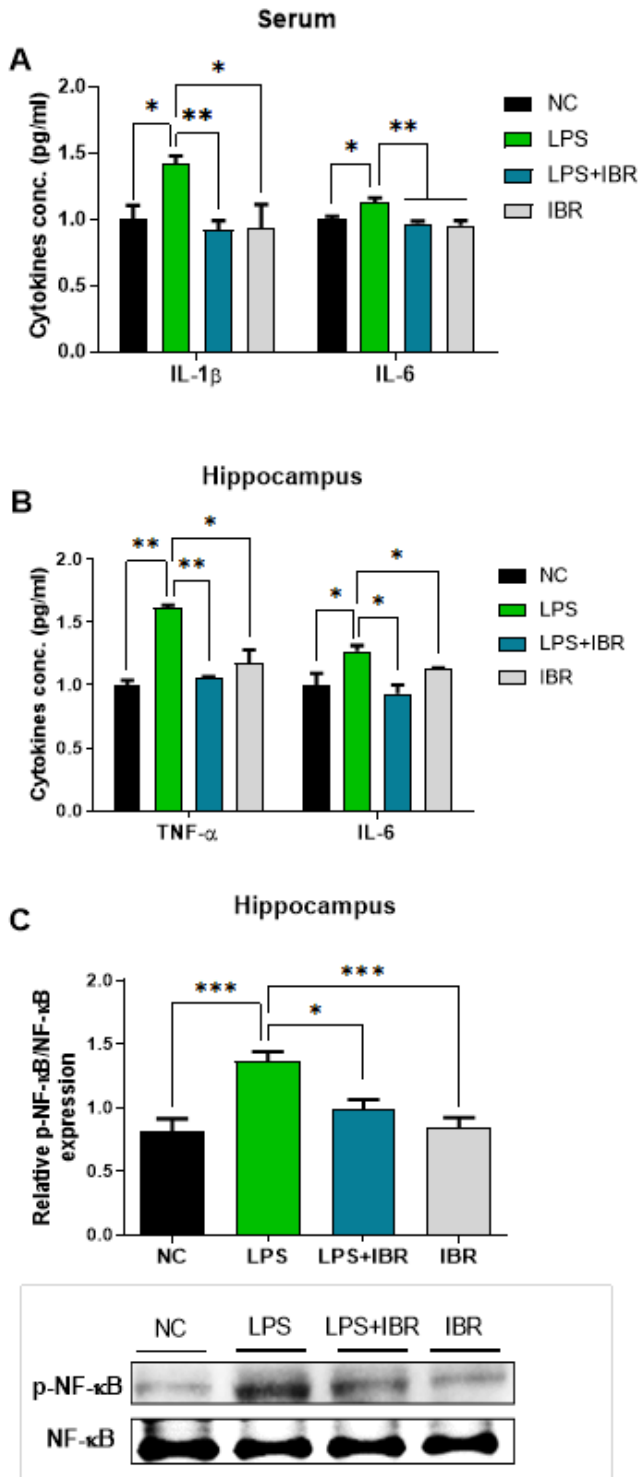 Serum
A
Cytokines conc. (pg/ml)
2.0
1.5
1.0
0.5
0.0
* ** *
* **
IL-1β IL-6
NC
LPS
LPS+IBR
IBR
Hippocampus
B
Cytokines conc. (pg/ml)
2.0
1.5
1.0
0.5
0.0
** ** *
* * *
TNF-α IL-6
NC
LPS
LPS+IBR
IBR
Hippocampus
C
Relative p-NF-κB/NF-κB
expression
2.0
1.5
1.0
0.5
0.0
*** * ***
NC LPS LPS+IBR IBR
NC LPS LPS+IBR IBR
p-NF-κB
NF-κB